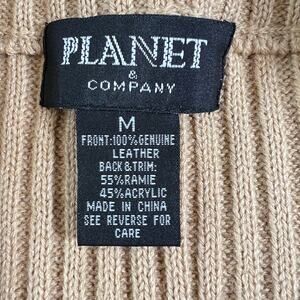 PLANET
&
COMPANY
M
FRONT:100%GENUINE
LEATHER
BACK&TRIM:
55%RAMIE
45%ACRYLIC
MADE IN CHINA
SEE REVERSE FOR
CARE